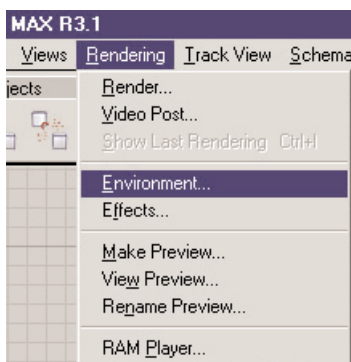 MAX R3.1
Views Rendering Track View Schema
jects
Render...
Video Post...
Show Last Rendering Ctrl+I
Environment...
Effects...
Make Preview...
View Preview...
Rename Preview...
RAM Player...